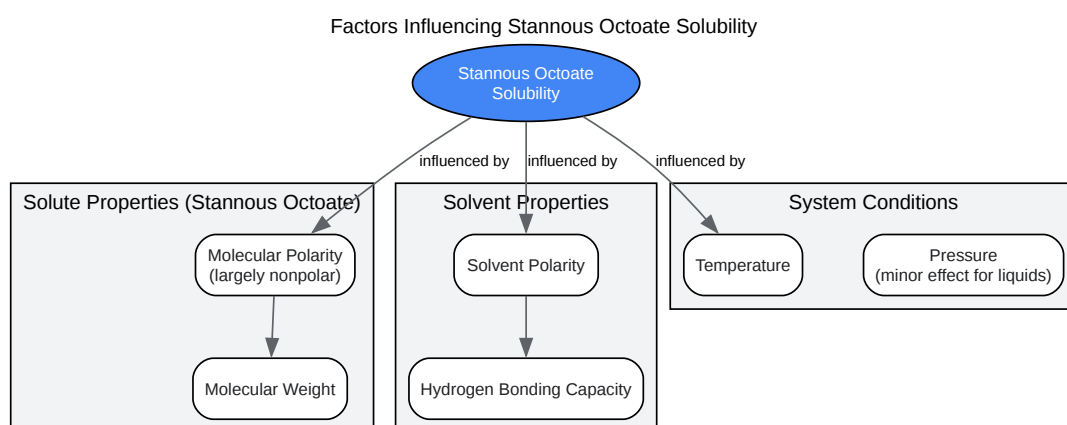 Factors Influencing Stannous Octoate Solubility
Stannous Octoate
Solubility
influenced by
influenced by
influenced by
Solute Properties (Stannous Octoate)
Solvent Properties
System Conditions
Molecular Polarity
(largely nonpolar)
Solvent Polarity
Temperature
Pressure
(minor effect for liquids)
Molecular Weight
Hydrogen Bonding Capacity